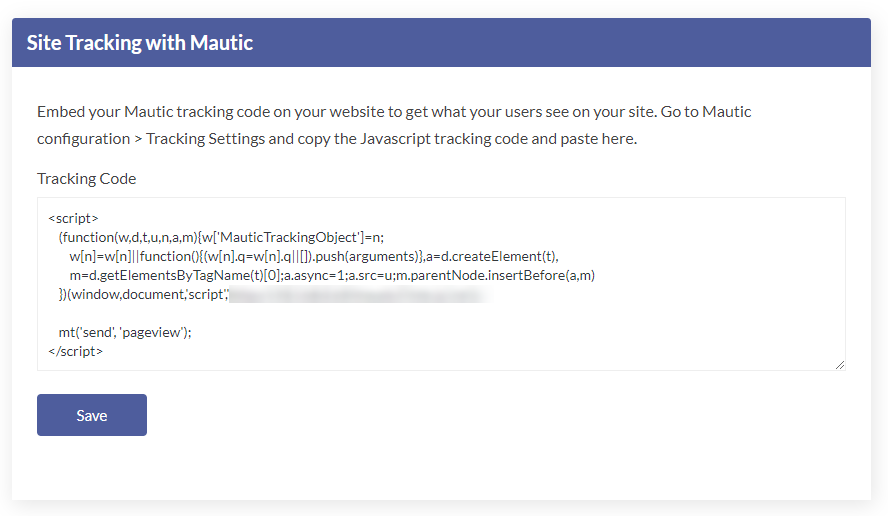 Site Tracking with Mautic
Embed your Mautic tracking code on your website to get what your users see on your site. Go to Mautic
configuration > Tracking Settings and copy the Javascript tracking code and paste here.
Tracking Code
<script>
(function(w,d,t,u,n,a,m){w['MauticTrackingObject']=n;
w[n]=w[n]||function(){(w[n].q=w[n].q||[]).push(arguments)},a=d.createElement(t),
m=d.getElementsByTagName(t)[0];a.async=1;a.src=u;m.parentNode.insertBefore(a,m)
})(window,document,'script','
mt('send', 'pageview');
</script>
Save